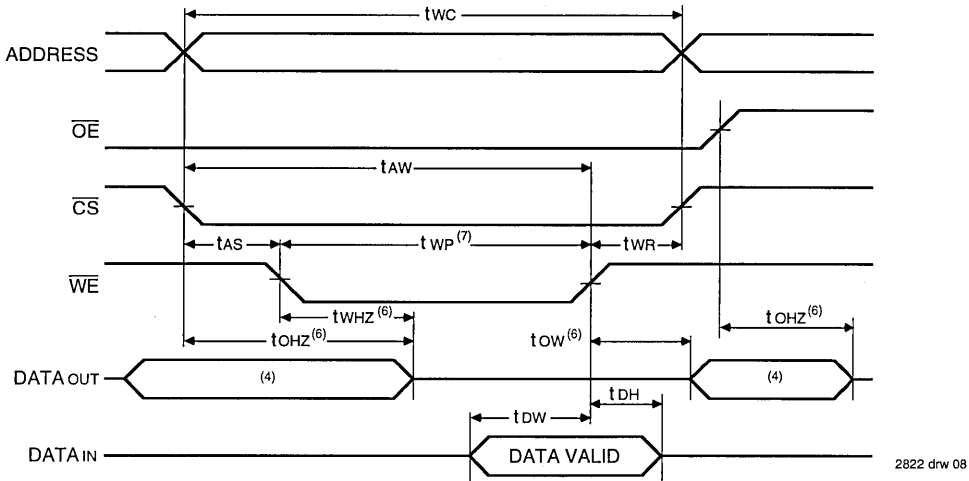 tWC
ADDRESS
OE
tAW
CS
tAS
tWP(7)
tWR
WE
tWHZ(6)
tOHZ(6)
tOW(6)
tOHZ(6)
DATA OUT
(4)
(4)
tDW
tDH
DATA IN
DATA VALID
2822 drw 08